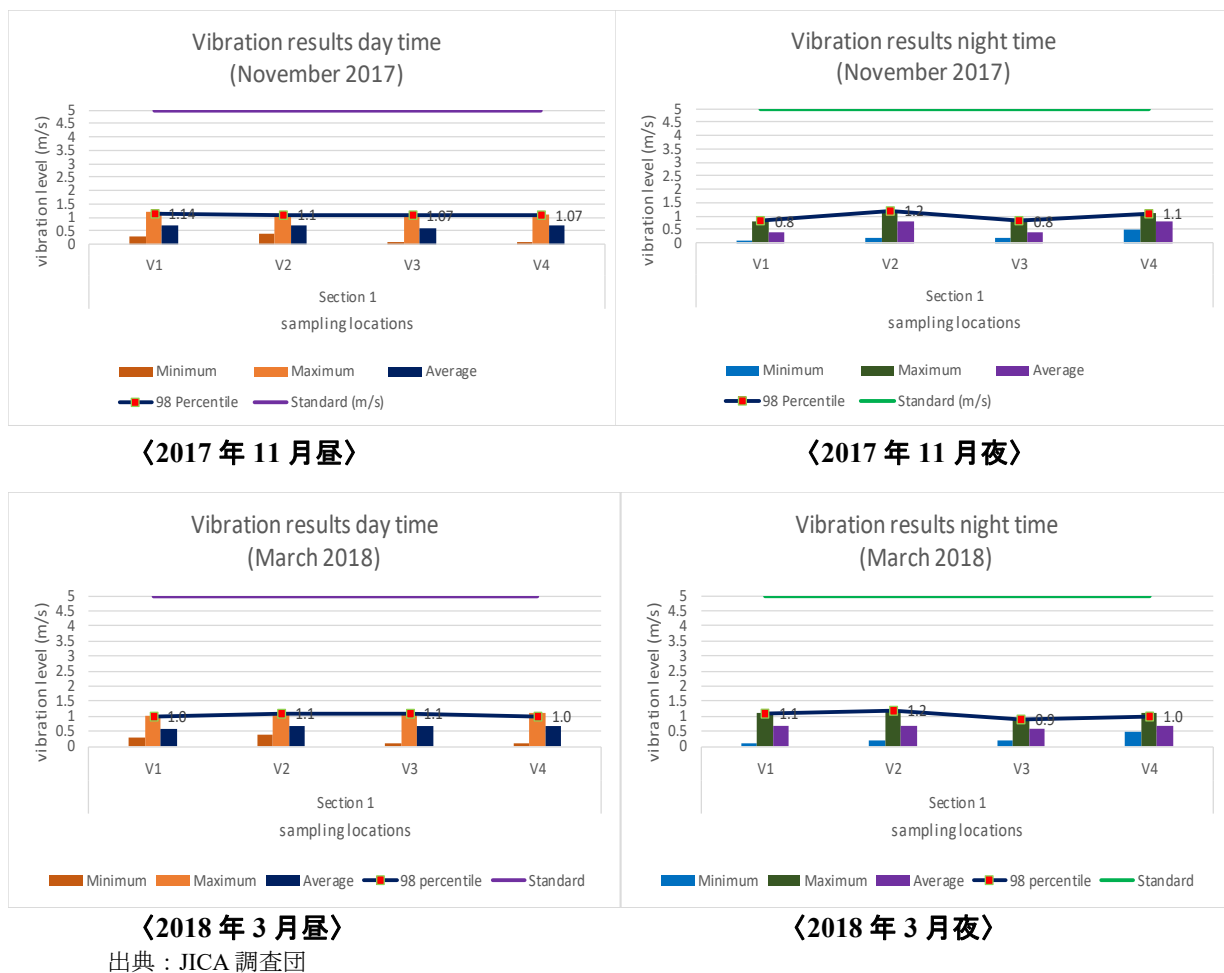 Vibration results day time
(November 2017)
vibration level (m/s)
5
4.5
4
3.5
3
2.5
2
1.5
1
0.5
0
1.14
1.1
1.07
1.07
V1 V2 V3 V4
Section 1
sampling locations
Minimum Maximum Average
98 Percentile Standard (m/s)
〈2017 年 11 月昼〉
Vibration results night time
(November 2017)
vibration level (m/s)
5
4.5
4
3.5
3
2.5
2
1.5
1
0.5
0
0.8
1.2
0.8
1.1
V1 V2 V3 V4
Section 1
sampling locations
Minimum Maximum Average
98 Percentile Standard (m/s)
〈2017 年 11 月夜〉
Vibration results day time
(March 2018)
vibration level (m/s)
5
4.5
4
3.5
3
2.5
2
1.5
1
0.5
0
1.0
1.1
1.1
1.0
V1 V2 V3 V4
Section 1
sampling locations
Minimum Maximum Average 98 percentile Standard
〈2018 年 3 月昼〉
Vibration results night time
(March 2018)
vibration level (m/s)
5
4.5
4
3.5
3
2.5
2
1.5
1
0.5
0
1.1
1.2
0.9
1.0
V1 V2 V3 V4
Section 1
sampling locations
Minimum Maximum Average 98 percentile Standard
〈2018 年 3 月夜〉
出典：JICA 調査団